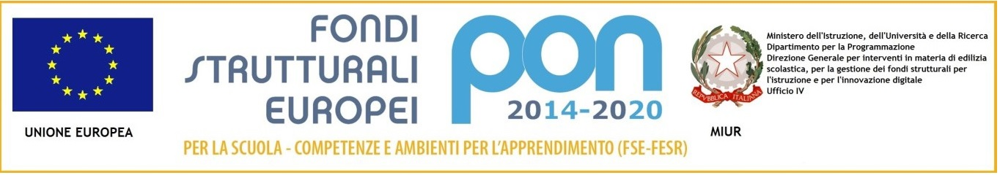 UNIONE EUROPEA
FONDI
STRUTTURALI
EUROPEI
pon
2014-2020
PER LA SCUOLA - COMPETENZE E AMBIENTI PER L'APPRENDIMENTO (FSE-FESR)
REPVBBLICA ITALIANA
MIUR
Ministero dell'Istruzione, dell'Università e della Ricerca
Dipartimento per la Programmazione
Direzione Generale per interventi in materia di edilizia
scolastica, per la gestione dei fondi strutturali per
l'istruzione e per l'innovazione digitale
Ufficio IV